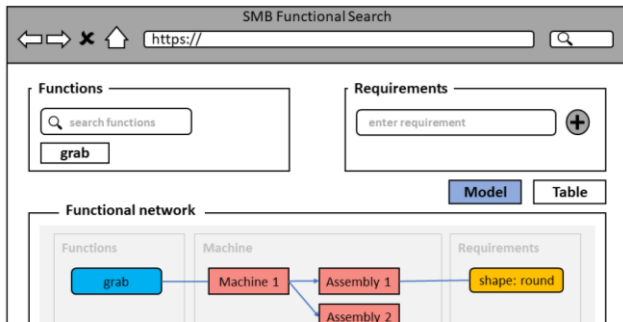 SMB Functional Search
https://
Functions
search functions
grab
Requirements
enter requirement
Model
Table
Functional network
Functions
Machine
Requirements
grab
Machine 1
Assembly 1
shape: round
Assembly 2